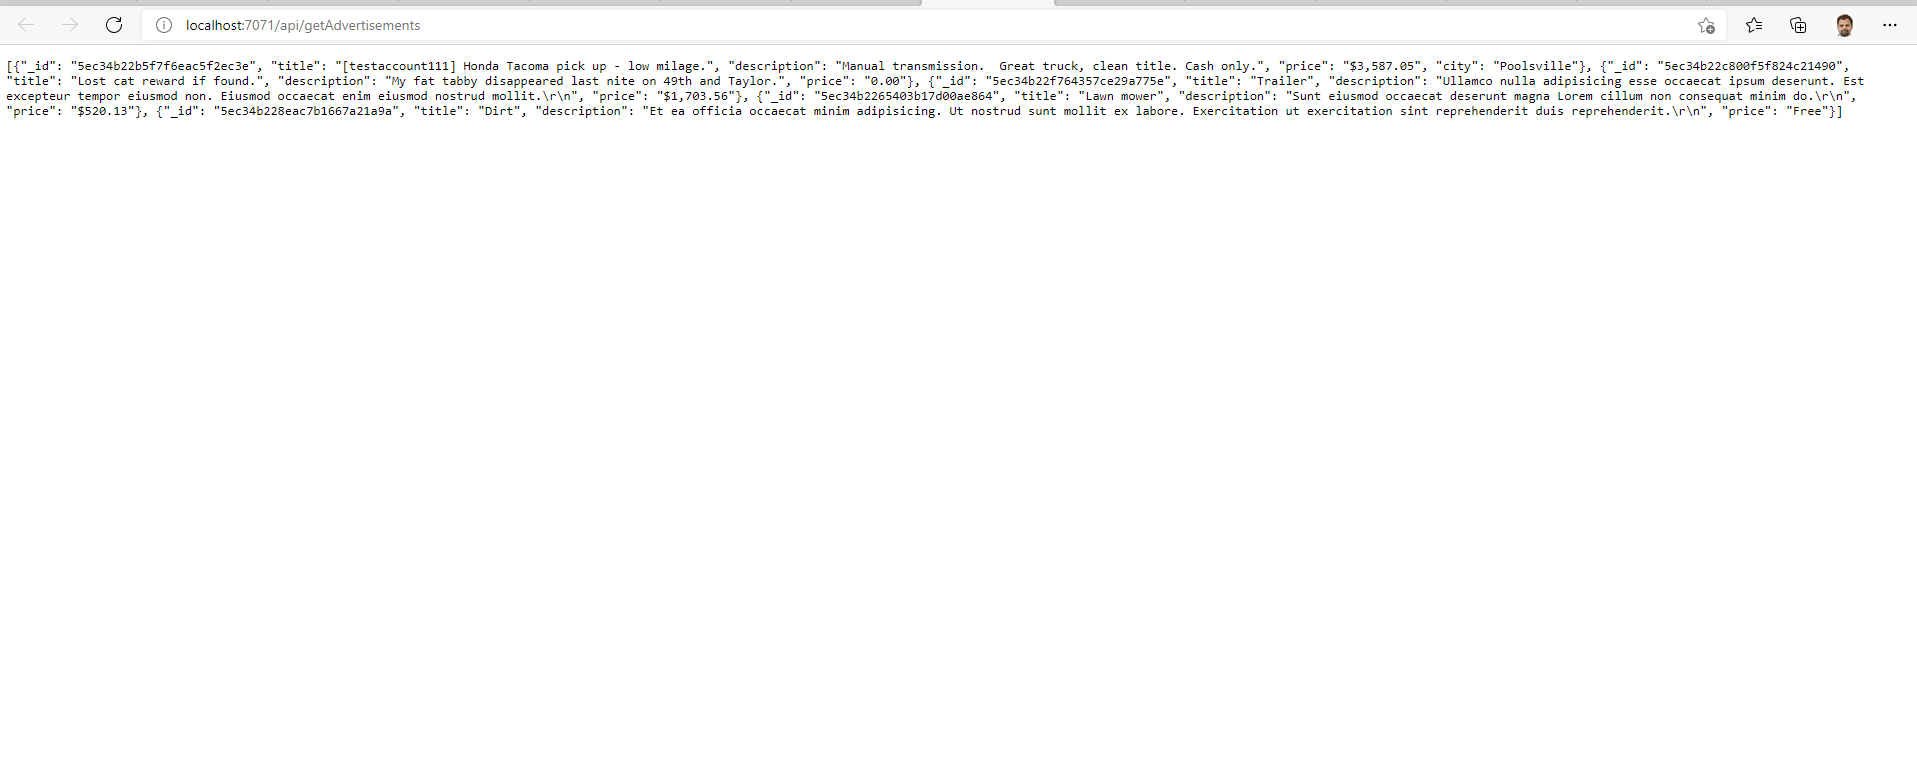 localhost:7071/api/getAdvertisements
[{"_id": "5ec34b22b5f7f6eac5f2ec3e", "title": "[testaccount111] Honda Tacoma pick up - low milage.", "description": "Manual transmission.  Great truck, clean title. Cash only.", "price": "$3,587.05", "city": "Poolsville"}, {"_id": "5ec34b22c800f5f824c21490",
"title": "Lost cat reward if found.", "description": "My fat tabby disappeared last nite on 49th and Taylor.", "price": "0.00"}, {"_id": "5ec34b22f764357ce29a775e", "title": "Trailer", "description": "Ullamco nulla adipisicing esse occaecat ipsum deserunt. Est
excepteur tempor eiusmod non. Eiusmod occaecat enim eiusmod nostrud mollit.\r\n", "price": "$1,703.56"}, {"_id": "5ec34b2265403b17d00ae864", "title": "Lawn mower", "description": "Sunt eiusmod occaecat deserunt magna Lorem cillum non consequat minim do.\r\n",
"price": "$520.13"}, {"_id": "5ec34b228eac7b1667a21a9a", "title": "Dirt", "description": "Et ea officia occaecat minim adipisicing. Ut nostrud sunt mollit ex labore. Exercitation ut exercitation sint reprehenderit duis reprehenderit.\r\n", "price": "Free"}]